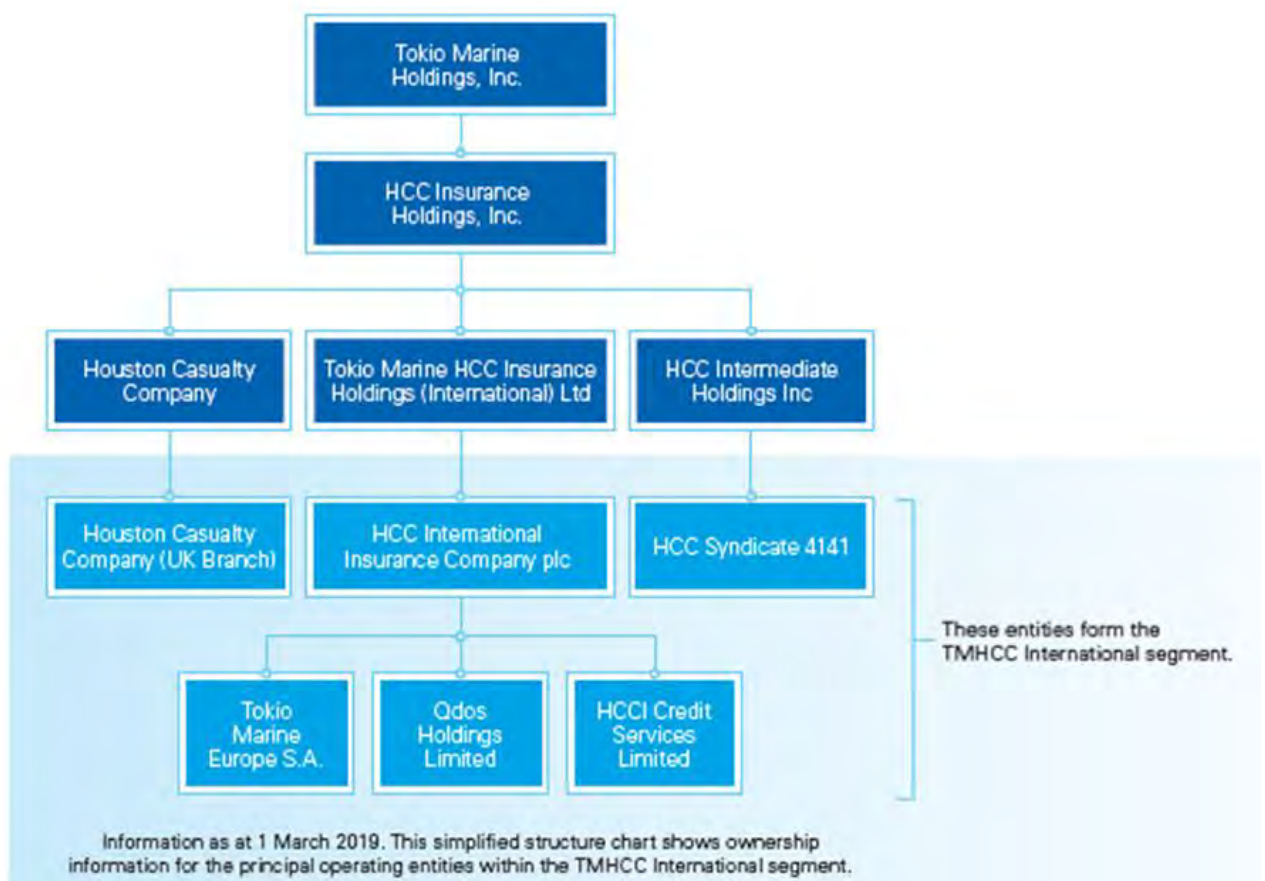 Tokio Marine
Holdings, Inc.
HCC Insurance
Holdings, Inc.
Houston Casualty
Company
Tokio Marine HCC Insurance
Holdings (International) Ltd
HCC Intermediate
Holdings Inc
Houston Casualty
Company (UK Branch)
HCC International
Insurance Company plc
HCC Syndicate 4141
These entities form the
TMHCC International segment.
Tokio
Marine
Europe S.A.
Qdos
Holdings
Limited
HCCI Credit
Services
Limited
Information as at 1 March 2019. This simplified structure chart shows ownership
information for the principal operating entities within the TMHCC International segment.